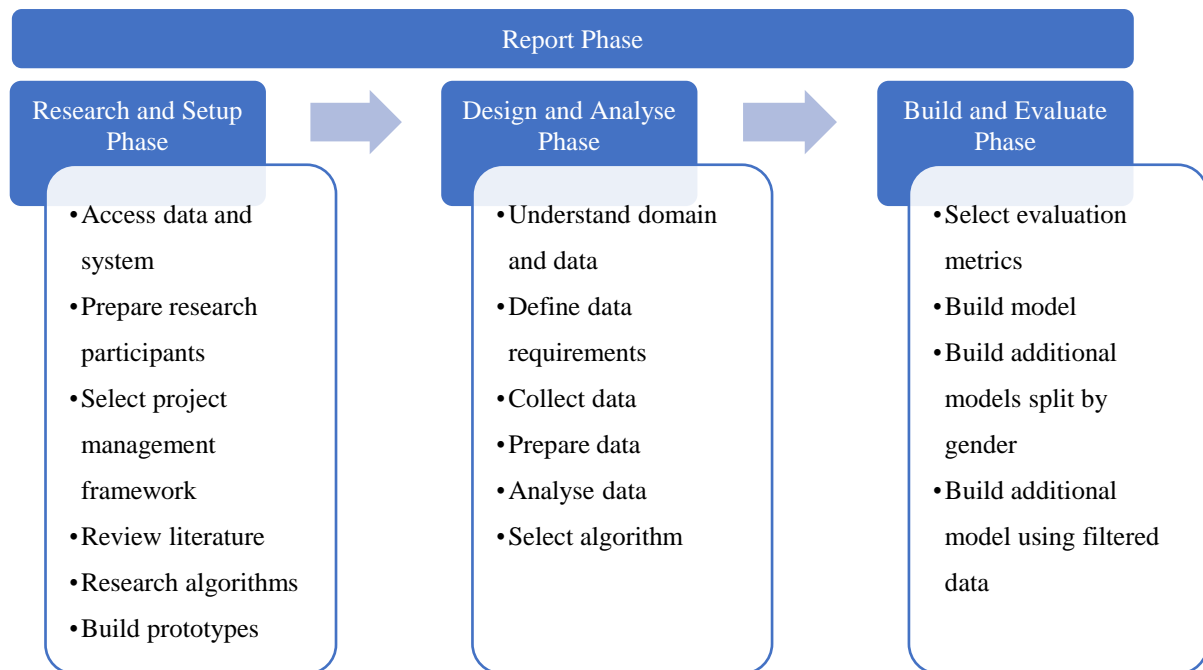 Report Phase
Research and Setup
Phase
•Access data and
system
•Prepare research
participants
•Select project
management
framework
•Review literature
•Research algorithms
•Build prototypes
Design and Analyse
Phase
•Understand domain
and data
•Define data
requirements
•Collect data
•Prepare data
•Analyse data
•Select algorithm
Build and Evaluate
Phase
•Select evaluation
metrics
•Build model
•Build additional
models split by
gender
•Build additional
model using filtered
data